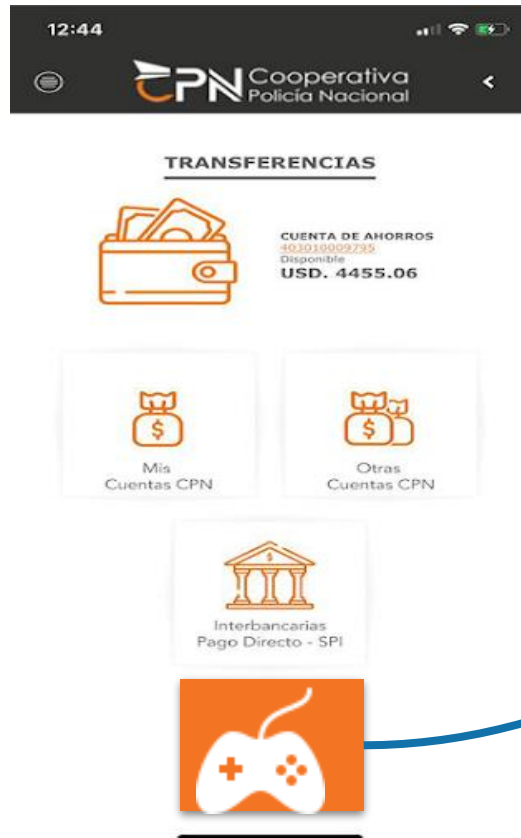 12:44
CPN Cooperativa
Policía Nacional
TRANSFERENCIAS
CUENTA DE AHORROS
403010009795
Disponible
USD. 4455.06
Mis
Cuentas CPN
Otras
Cuentas CPN
Interbancarias
Pago Directo - SPI